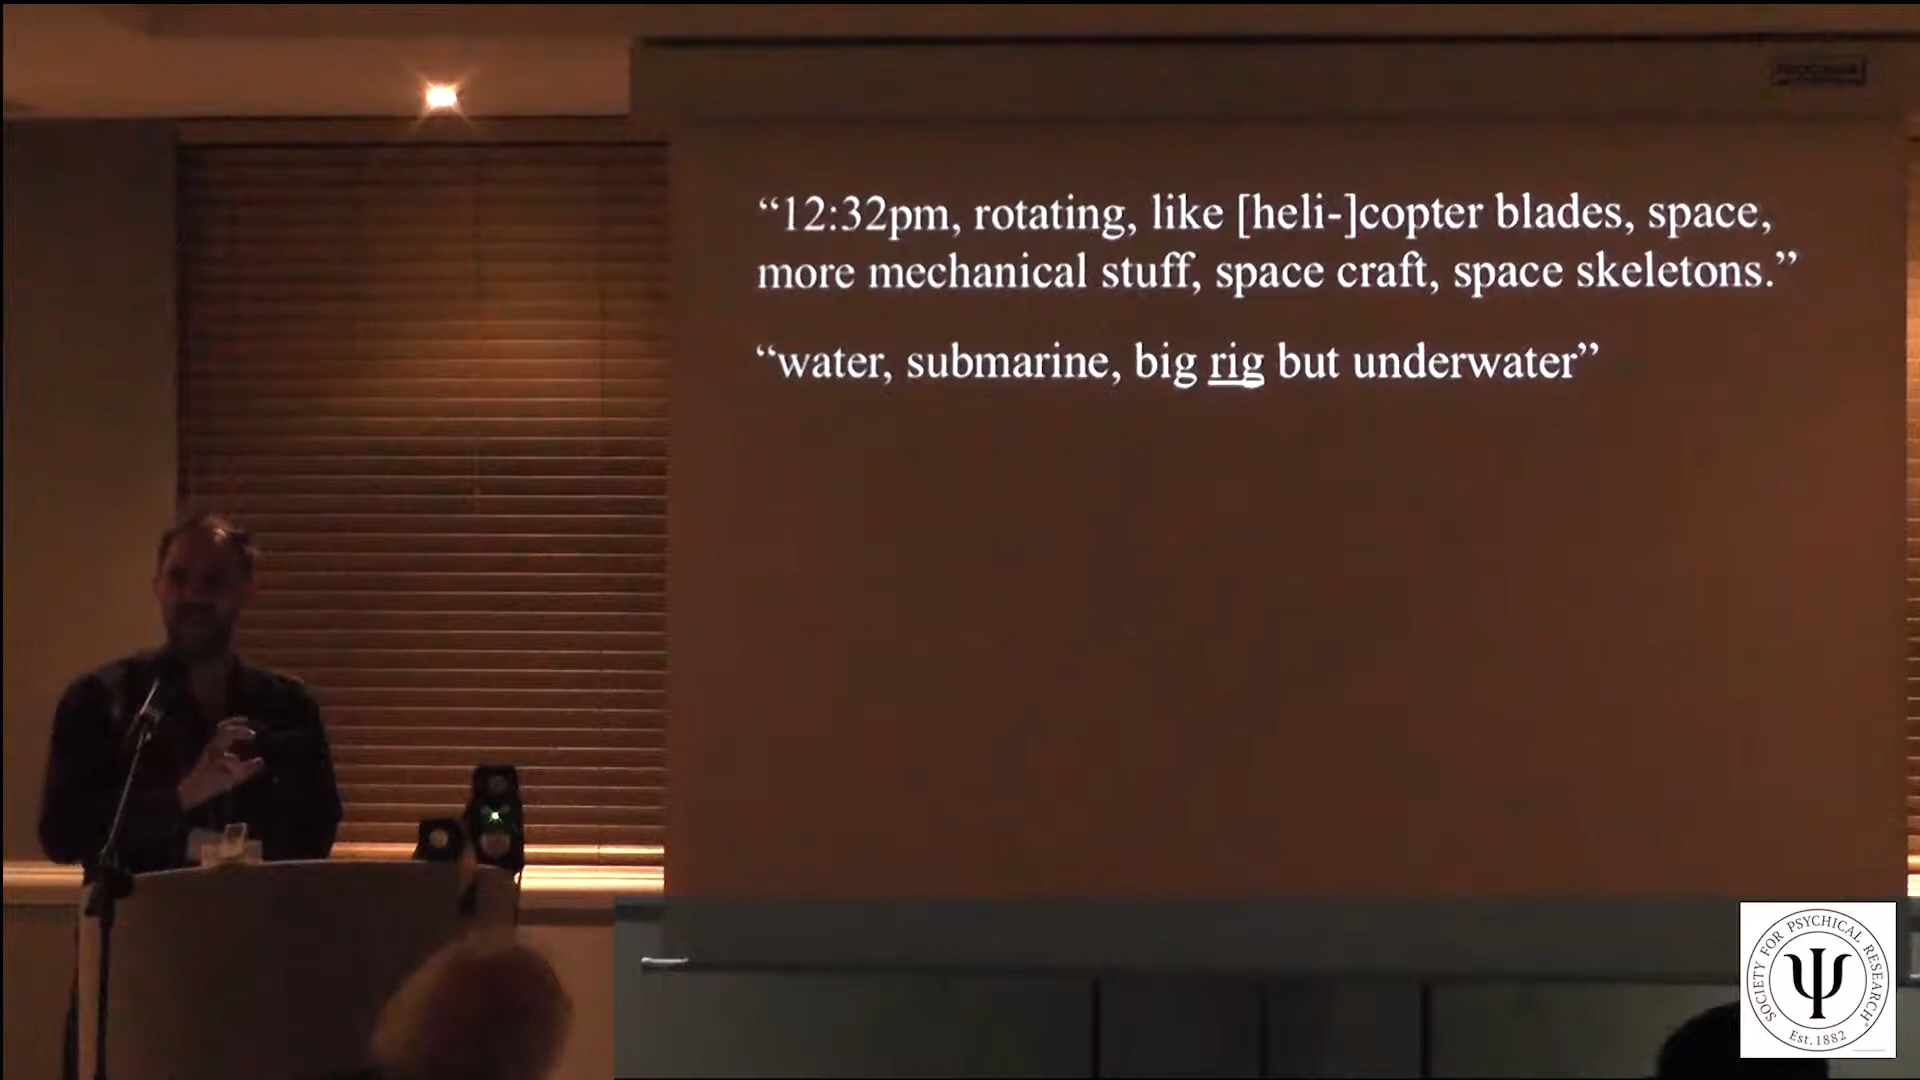 “12:32pm, rotating, like [heli-]copter blades, space,
more mechanical stuff, space craft, space skeletons.”
“water, submarine, big rig but underwater”
SOCIETY FOR PSYCHICAL RESEARCH
Ψ
Est. 1882